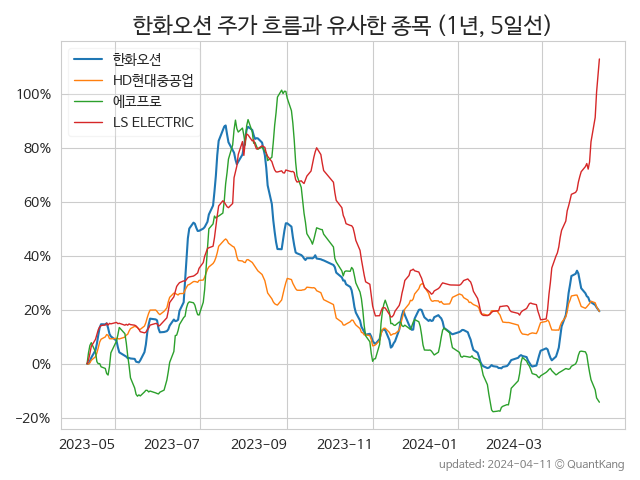 한화오션 주가 흐름과 유사한 종목 (1년, 5일선)
한화오션
HD현대중공업
에코프로
LS ELECTRIC
100%
80%
60%
40%
20%
0%
−20%
2023-05 2023-07 2023-09 2023-11 2024-01 2024-03
updated: 2024-04-11 © QuantKang